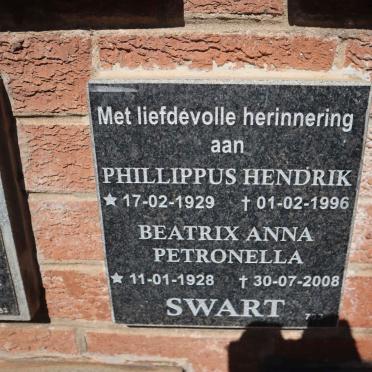 Met liefdevolle herinnering
aan
PHILLIPPUS HENDRIK
★ 17-02-1929 † 01-02-1996
BEATRIX ANNA
PETRONELLA
★ 11-01-1928 † 30-07-2008
SWART